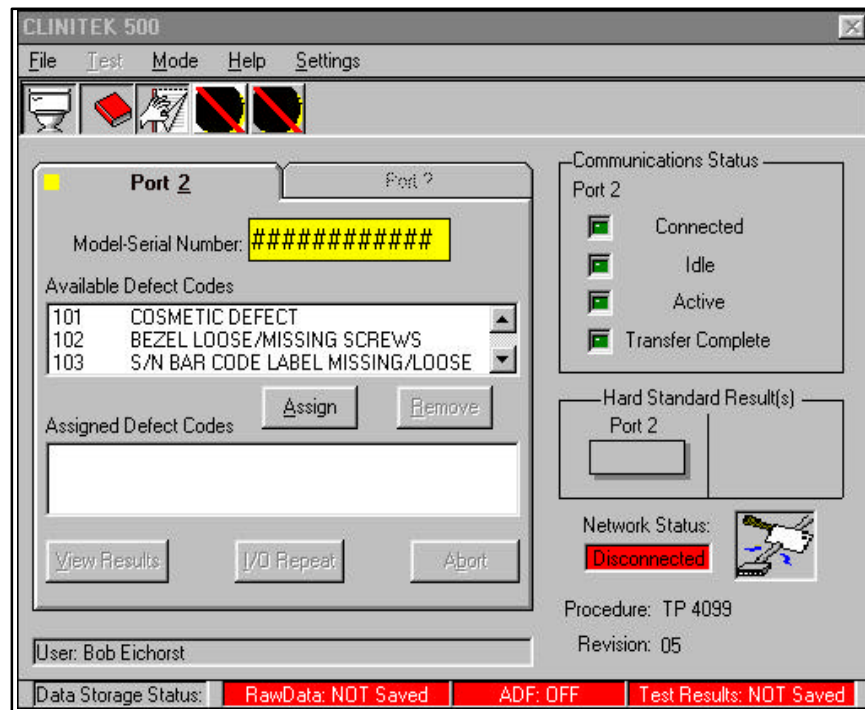 CLINITEK 500
File Test Mode Help Settings
Port 2
Port ?
Model-Serial Number: ############
Available Defect Codes
101 COSMETIC DEFECT
102 BEZEL LOOSE/MISSING SCREWS
103 S/N BAR CODE LABEL MISSING/LOOSE
Assign Remove
Assigned Defect Codes
View Results I/O Repeat Abort
User: Bob Eichorst
Communications Status
Port 2
Connected
Idle
Active
Transfer Complete
Hard Standard Result(s)
Port 2
Network Status:
Disconnected
Procedure: TP 4099
Revision: 05
Data Storage Status: RawData: NOT Saved ADF: OFF Test Results: NOT Saved